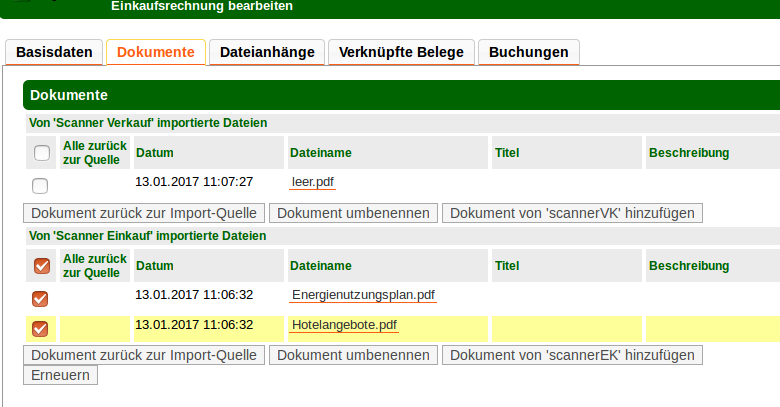 Einkaufsrechnung bearbeiten
Basisdaten Dokumente Dateianhänge Verknüpfte Belege Buchungen
Dokumente
Von 'Scanner Verkauf' importierte Dateien
Alle zurück zur Quelle Datum Dateiname Titel Beschreibung
13.01.2017 11:07:27 leer.pdf
Dokument zurück zur Import-Quelle Dokument umbenennen Dokument von 'scannerVK' hinzufügen
Von 'Scanner Einkauf' importierte Dateien
Alle zurück zur Quelle Datum Dateiname Titel Beschreibung
13.01.2017 11:06:32 Energienutzungsplan.pdf
13.01.2017 11:06:32 Hotelangebote.pdf
Dokument zurück zur Import-Quelle Dokument umbenennen Dokument von 'scannerEK' hinzufügen
Erneuern